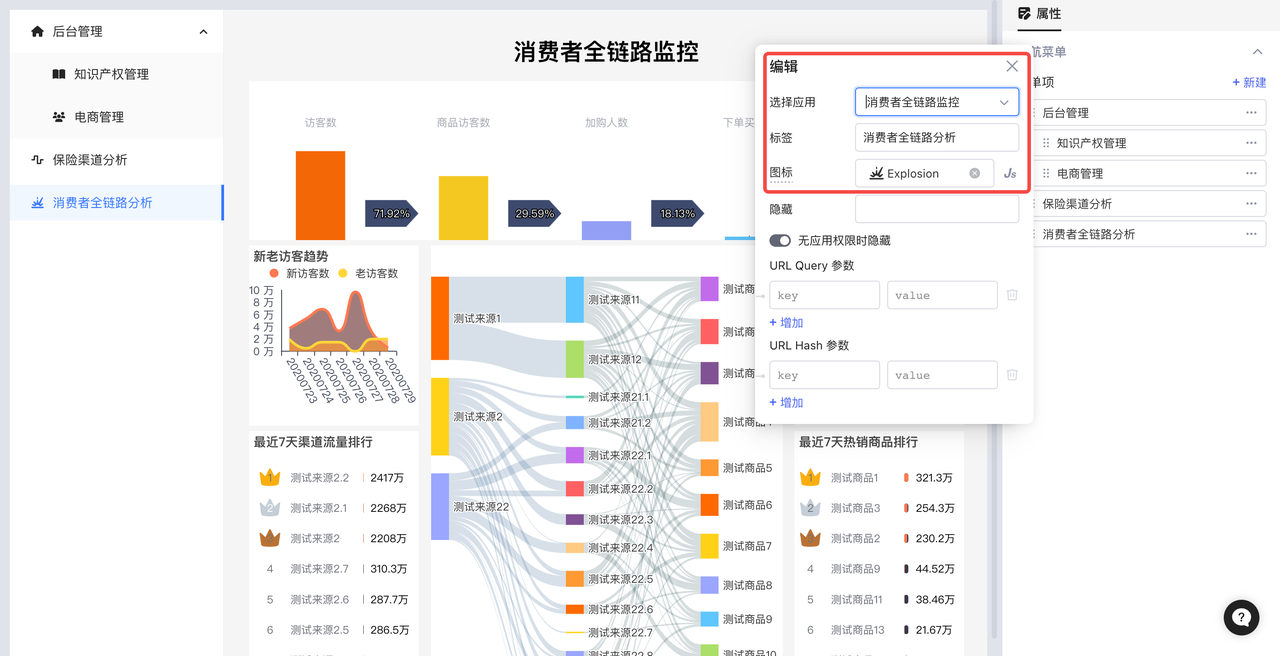 后台管理
知识产权管理
电商管理
保险渠道分析
消费者全链路分析
消费者全链路监控
访客数
商品访客数
加购人数
下单买
71.92%
29.59%
18.13%
新老访客趋势
新访客数
老访客数
10 万
8 万
6 万
4 万
2 万
0 万
20200723
20200724
20200725
20200726
20200727
20200728
20200729
测试来源1
测试来源2
测试来源22
测试来源11
测试来源12
测试来源21.1
测试来源21.2
测试来源22.1
测试来源22.2
测试来源22.3
测试来源22.4
测试来源22.5
测试来源22.6
测试来源22.7
测试来源22.8
测试商
测试商
测试商
测试商品5
测试商品6
测试商品7
测试商品8
测试商品9
测试商品10
最近7天渠道流量排行
1 测试来源2.2 2417万
2 测试来源2.1 2268万
3 测试来源2 2208万
4 测试来源2.7 310.3万
5 测试来源2.6 287.7万
6 测试来源2.5 286.5万
最近7天热销商品排行
1 测试商品1 321.3万
2 测试商品3 254.3万
3 测试商品2 230.2万
4 测试商品9 44.52万
5 测试商品11 38.46万
6 测试商品13 21.67万
编辑
选择应用
消费者全链路监控
标签
消费者全链路分析
图标
Explosion
Js
隐藏
无应用权限时隐藏
URL Query 参数
key
value
+ 增加
URL Hash 参数
key
value
+ 增加
属性
航菜单
单项
+ 新建
后台管理
知识产权管理
电商管理
保险渠道分析
消费者全链路分析
?